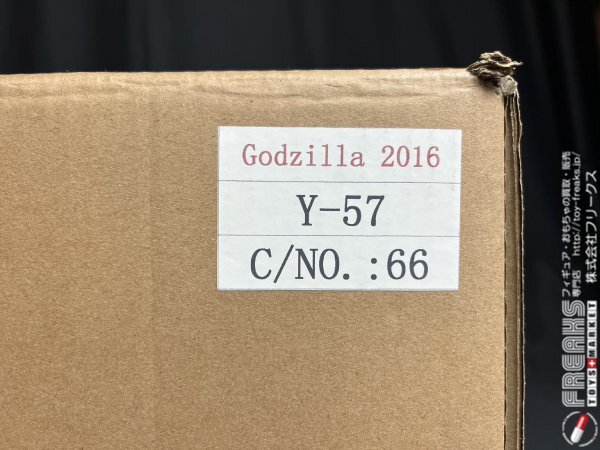 Godzilla 2016
Y-57
C/NO.:66
フィギュア・おもちゃの買取・販売
専門店 http://toy-freaks.jp/
株式会社フリークス
FREAKS
TOYS+MARKET